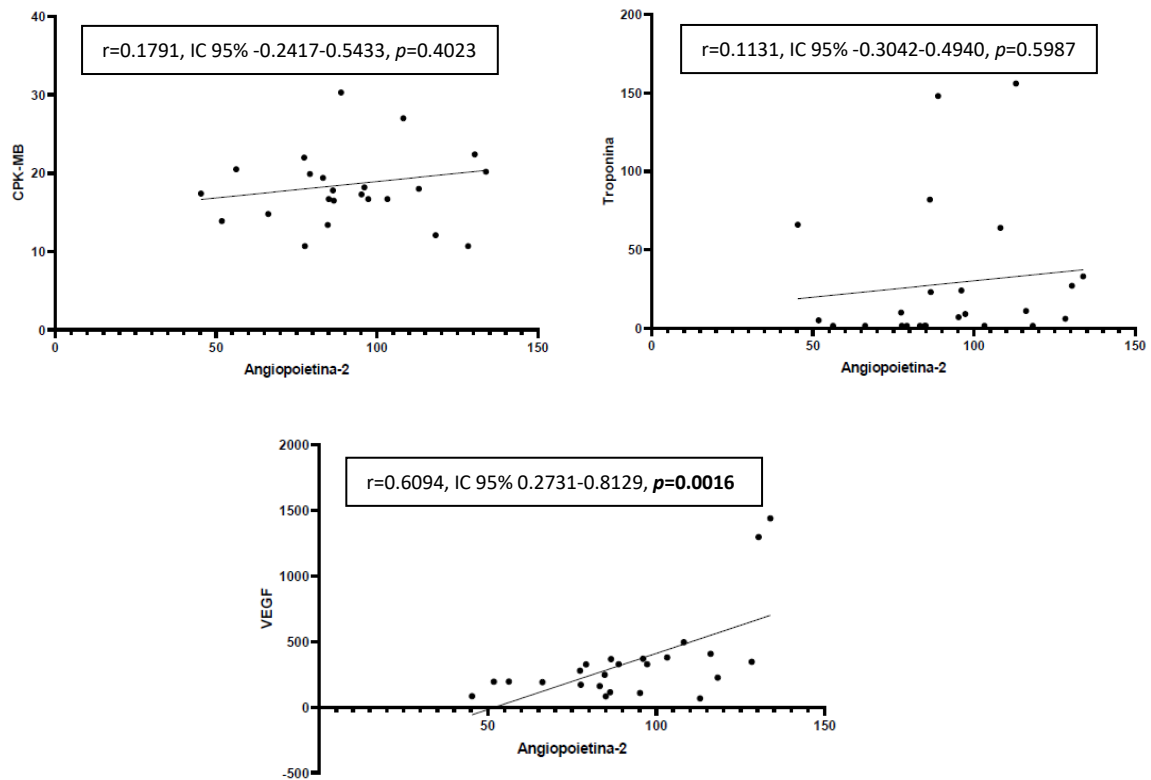 r=0.1791, IC 95% -0.2417-0.5433, p=0.4023
40
30
20
10
0
CPK-MB
0 50 100 150
Angiopoietina-2
r=0.1131, IC 95% -0.3042-0.4940, p=0.5987
200
150
100
50
0
Troponina
0 50 100 150
Angiopoietina-2
r=0.6094, IC 95% 0.2731-0.8129, p=0.0016
2000
1500
1000
500
0
-500
VEGF
50 100 150
Angiopoietina-2